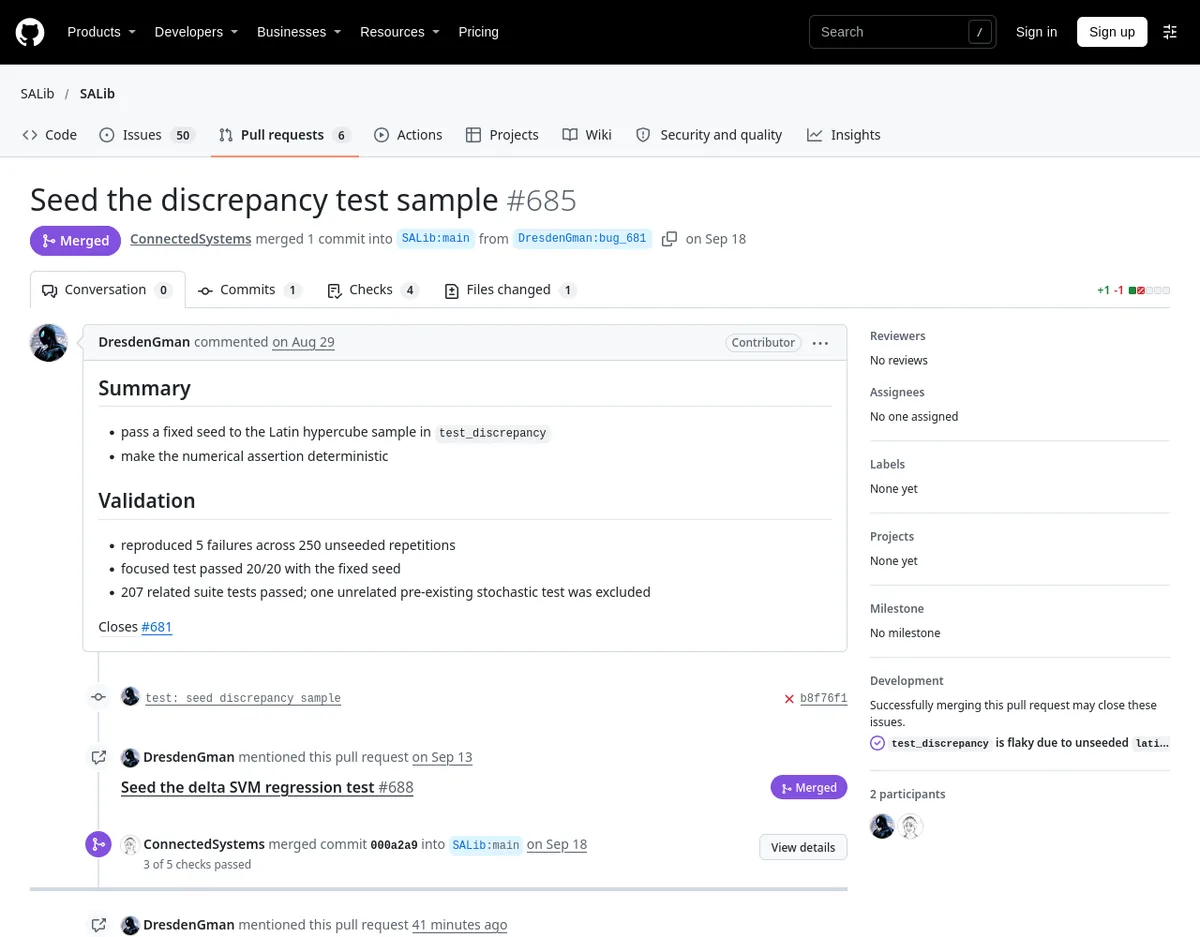 Products Developers Businesses Resources Pricing Search / Sign in Sign up
SALib / SALib
Code Issues 50 Pull requests 6 Actions Projects Wiki Security and quality Insights
Seed the discrepancy test sample #685
Merged ConnectedSystems merged 1 commit into SALib:main from DresdenGman:bug_681 on Sep 18
Conversation 0 Commits 1 Checks 4 Files changed 1 +1 -1
DresdenGman commented on Aug 29 Contributor
Summary
• pass a fixed seed to the Latin hypercube sample in test_discrepancy
• make the numerical assertion deterministic
Validation
• reproduced 5 failures across 250 unseeded repetitions
• focused test passed 20/20 with the fixed seed
• 207 related suite tests passed; one unrelated pre-existing stochastic test was excluded
Closes #681
test: seed discrepancy sample b8f76f1
DresdenGman mentioned this pull request on Sep 13
Seed the delta SVM regression test #688 Merged
ConnectedSystems merged commit 000a2a9 into SALib:main on Sep 18 View details
3 of 5 checks passed
DresdenGman mentioned this pull request 41 minutes ago
Reviewers
No reviews
Assignees
No one assigned
Labels
None yet
Projects
None yet
Milestone
No milestone
Development
Successfully merging this pull request may close these
issues.
test_discrepancy is flaky due to unseeded lati...
2 participants